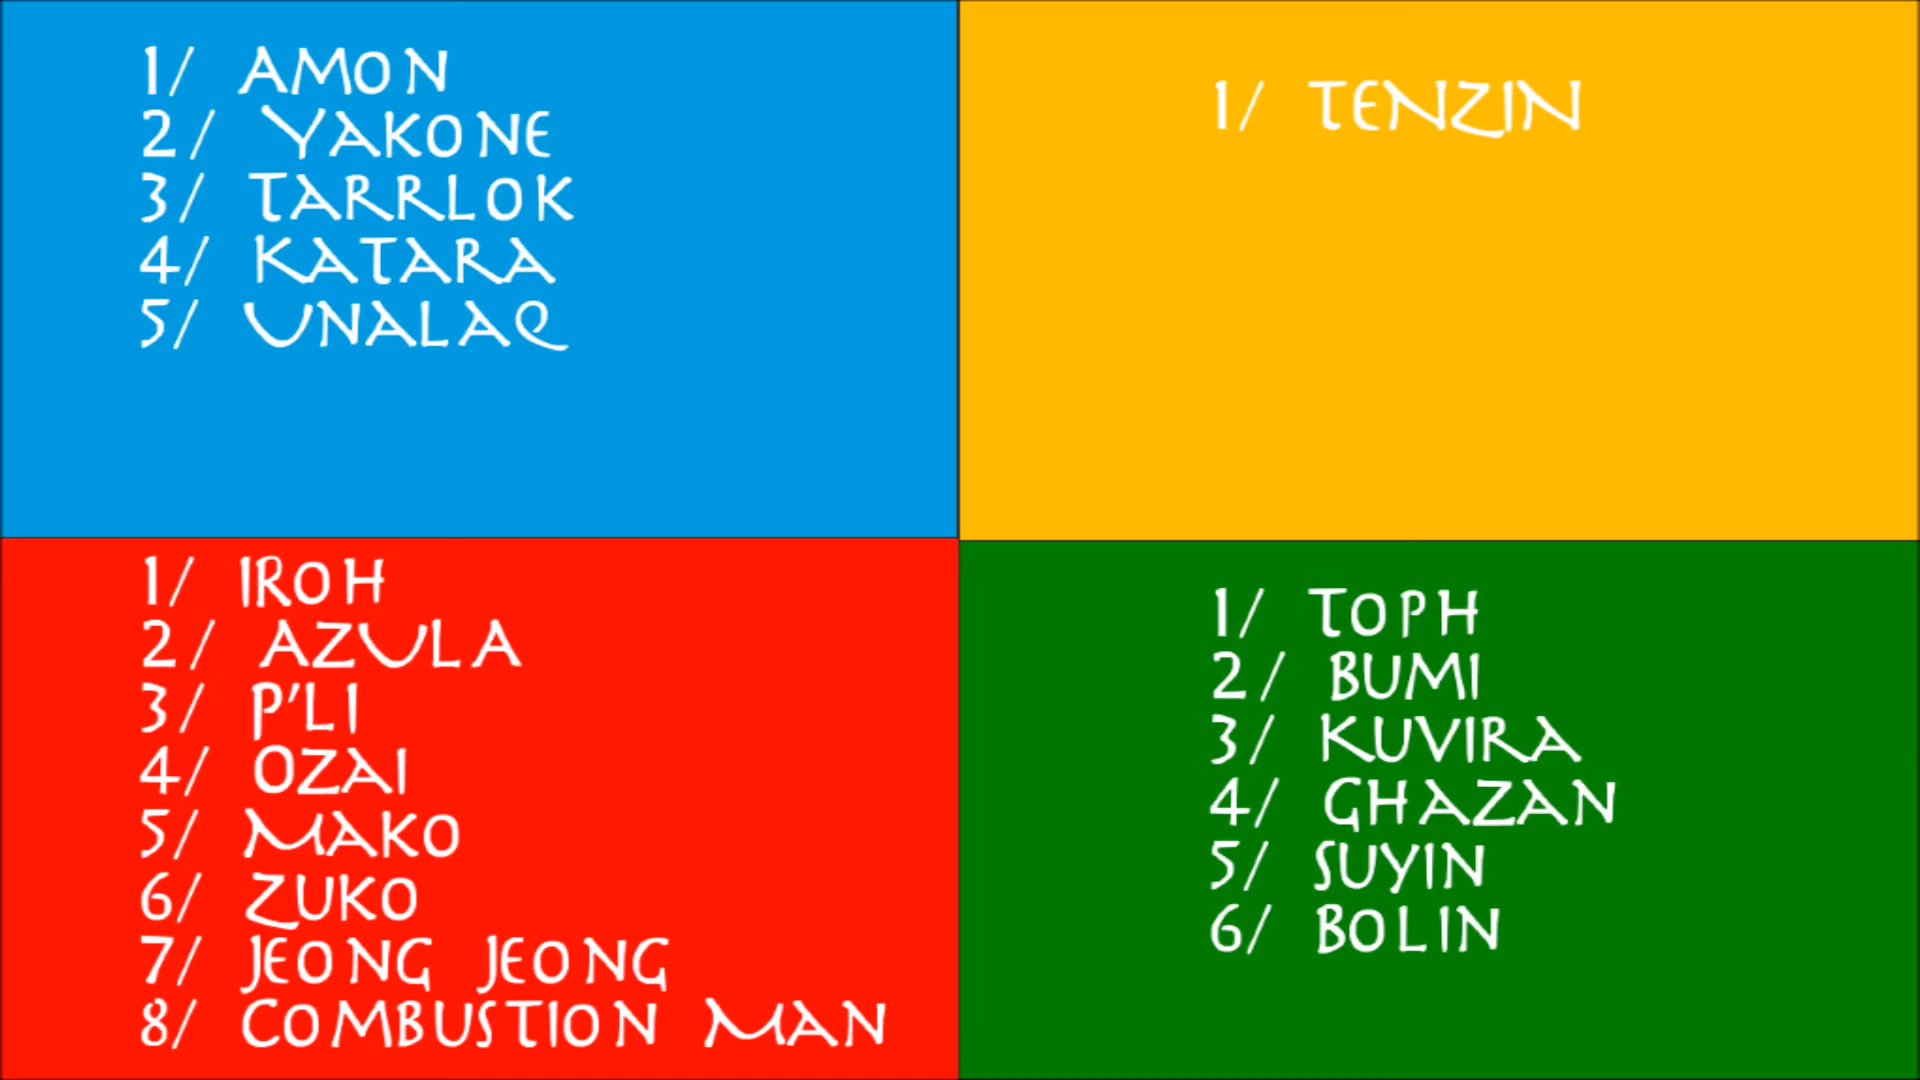 1/ AMON
2/ YAKONE
3/ TARRLOK
4/ KATARA
5/ UNALAQ
1/ TENZIN
1/ IROH
2/ AZULA
3/ P'LI
4/ OZAI
5/ MAKO
6/ ZUKO
7/ JEONG JEONG
8/ COMBUSTION MAN
1/ TOPH
2/ BUMI
3/ KUVIRA
4/ GHAZAN
5/ SUYIN
6/ BOLIN